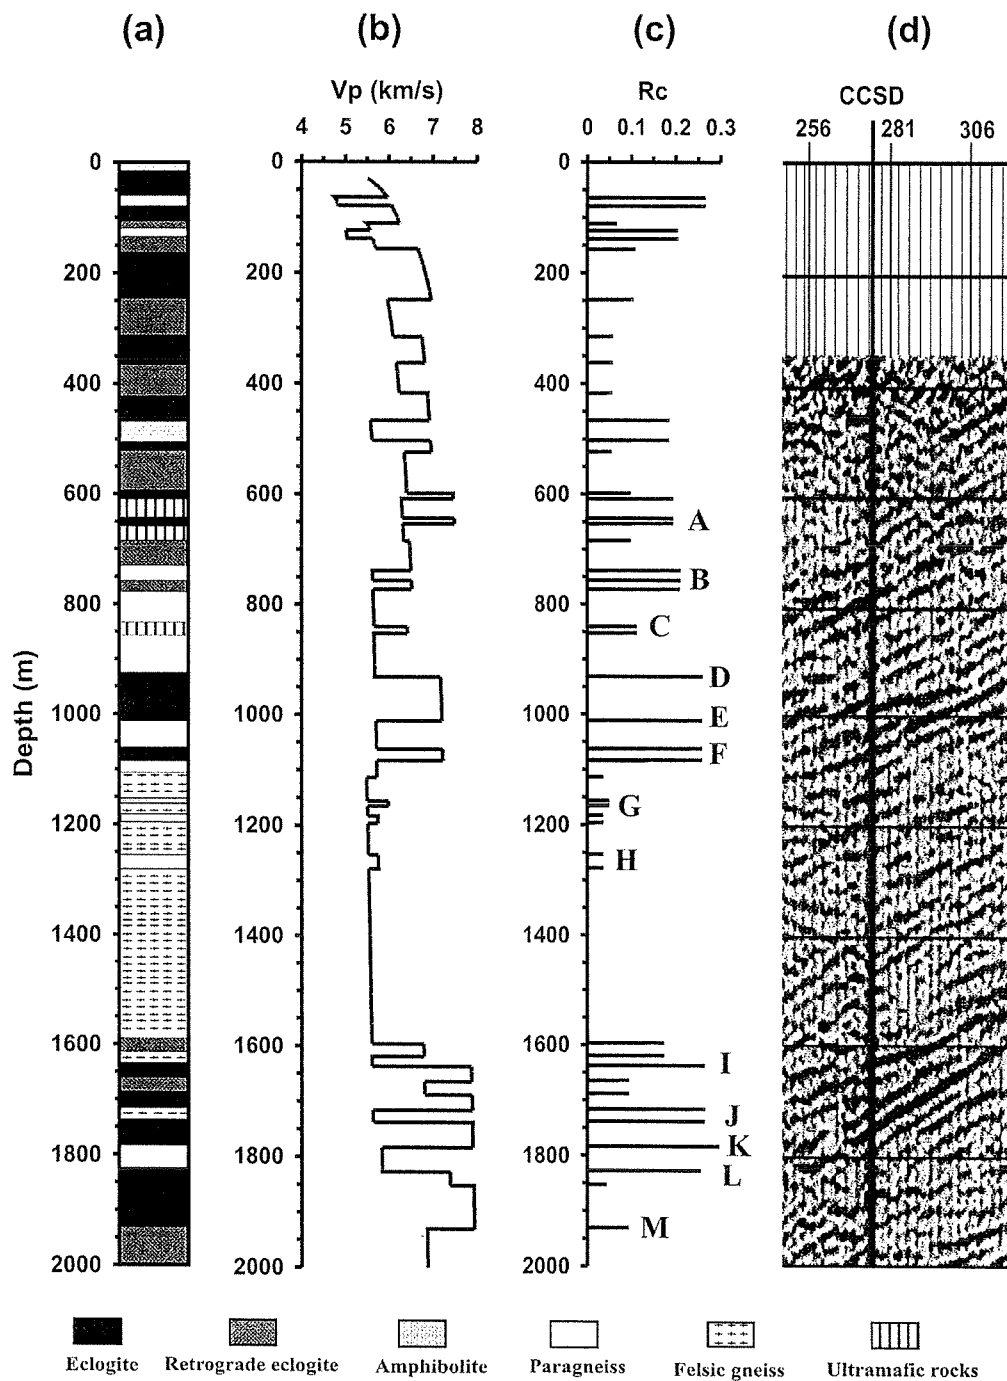 (a) (b) (c) (d)
Vp (km/s) Rc CCSD
4 5 6 7 8 0 0.1 0.2 0.3 256 281 306
0 0 0
200 200 200
400 400 400
600 600 600
A
B
800 800 800
C
D
Depth (m)
1000 1000 1000 E
F
G
1200 1200 1200
H
1400 1400 1400
1600 1600 1600
I
J
K
1800 1800 1800
L
M
2000 2000 2000
Eclogite Retrograde eclogite Amphibolite Paragneiss Felsic gneiss Ultramafic rocks